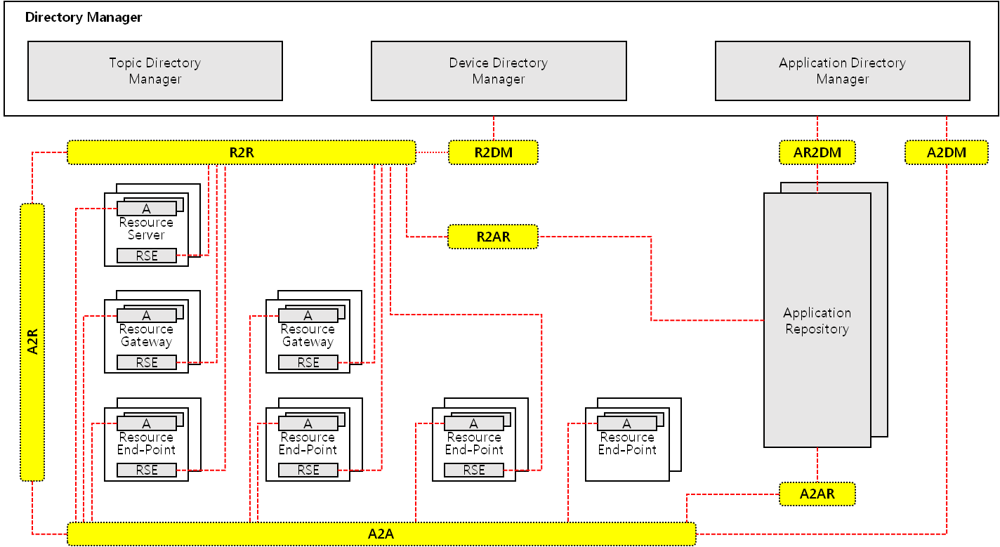 Directory Manager
Topic Directory
Manager
Device Directory
Manager
Application Directory
Manager
R2R
R2DM
AR2DM
A2DM
A
Resource
Server
RSE
R2AR
A
Resource
Gateway
RSE
A
Resource
Gateway
RSE
Application
Repository
A2R
A
Resource
End-Point
RSE
A
Resource
End-Point
RSE
A
Resource
End-Point
RSE
A
Resource
End-Point
A2AR
A2A